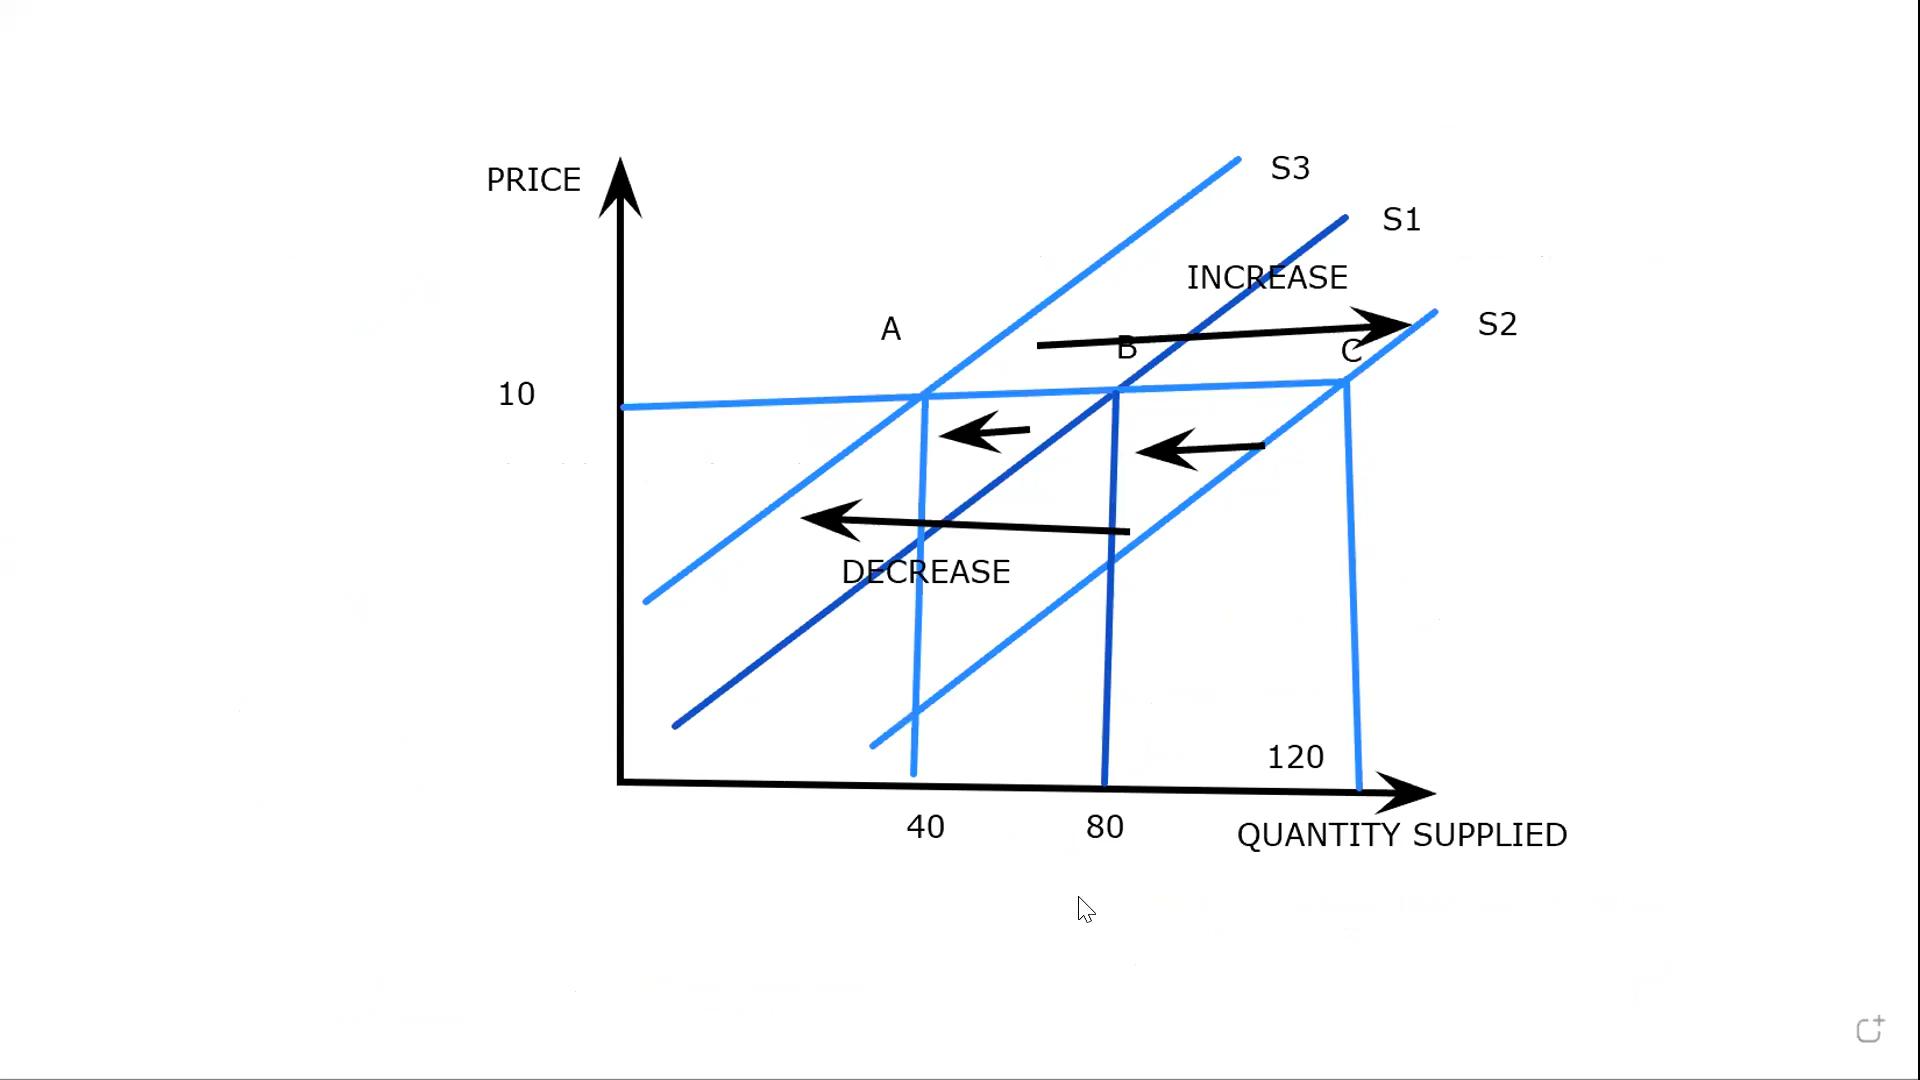 PRICE
S3
S1
INCREASE
S2
A
B
C
10
DECREASE
120
40
80
QUANTITY SUPPLIED